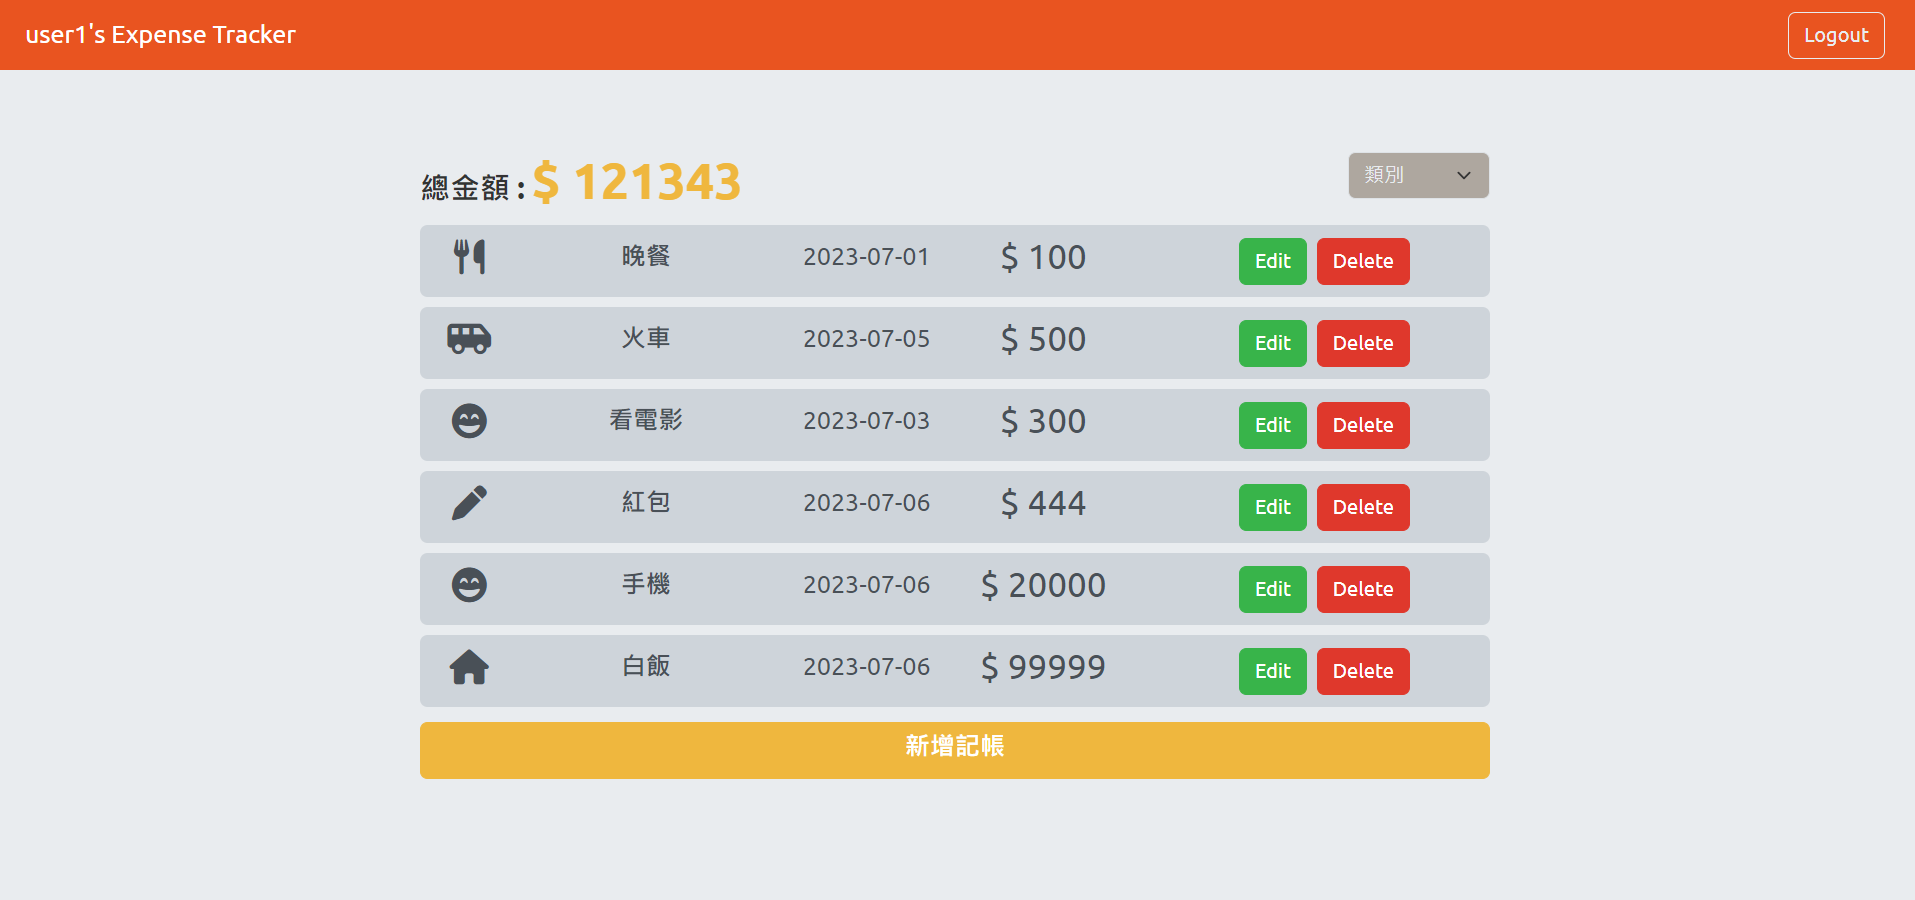 user1's Expense Tracker Logout
總金額 : $ 121343 類別
晚餐 2023-07-01 $ 100 Edit Delete
火車 2023-07-05 $ 500 Edit Delete
看電影 2023-07-03 $ 300 Edit Delete
紅包 2023-07-06 $ 444 Edit Delete
手機 2023-07-06 $ 20000 Edit Delete
白飯 2023-07-06 $ 99999 Edit Delete
新增記帳